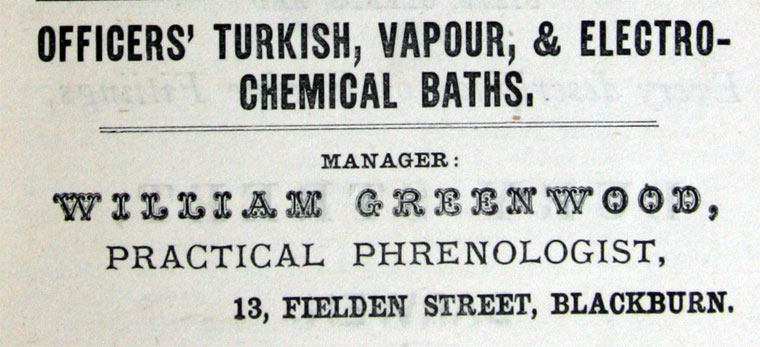 OFFICERS' TURKISH, VAPOUR, & ELECTRO-
CHEMICAL BATHS.
MANAGER:
WILLIAM GREENWOOD,
PRACTICAL PHRENOLOGIST,
13, FIELDEN STREET, BLACKBURN.